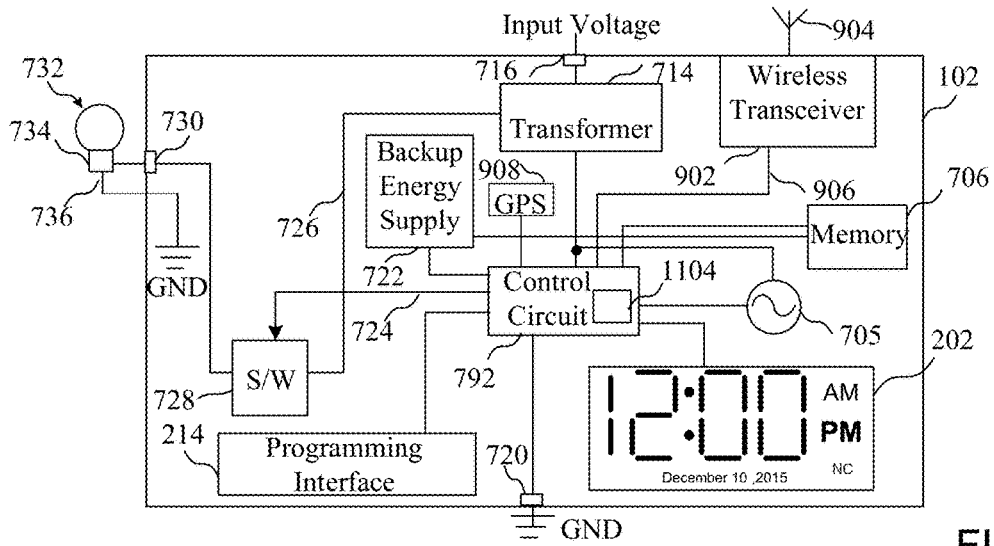 Input Voltage
904
716
714
Wireless
Transceiver
102
732
734
730
Transformer
Backup
Energy
Supply
908
GPS
902
906
706
736
726
Memory
GND
722
724
Control
Circuit
1104
705
202
S/W
728
792
12:00
AM
PM
NC
December 10 ,2015
214
Programming
Interface
720
GND